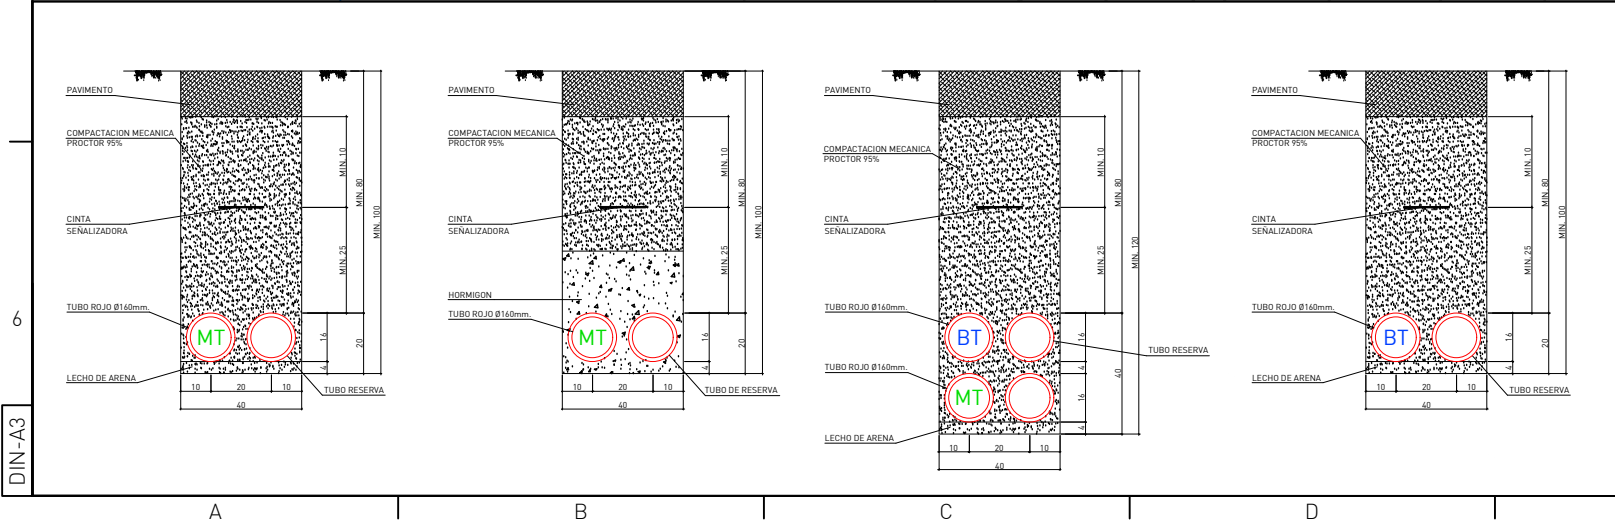 PAVIMENTO
COMPACTACION MECANICA
PROCTOR 95%
CINTA
SEÑALIZADORA
TUBO ROJO Ø160mm.
LECHO DE ARENA
MT
TUBO RESERVA
10 20 10
40
MIN. 10
MIN. 25
16
4
MIN. 80
20
MIN. 100
PAVIMENTO
COMPACTACION MECANICA
PROCTOR 95%
CINTA
SEÑALIZADORA
HORMIGON
TUBO ROJO Ø160mm.
MT
TUBO DE RESERVA
10 20 10
40
MIN. 10
MIN. 25
16
4
MIN. 80
20
MIN. 100
PAVIMENTO
COMPACTACION MECANICA
PROCTOR 95%
CINTA
SEÑALIZADORA
TUBO ROJO Ø160mm.
BT
TUBO RESERVA
TUBO ROJO Ø160mm.
MT
LECHO DE ARENA
10 20 10
40
MIN. 10
MIN. 25
16
4
16
4
MIN. 80
40
MIN. 120
PAVIMENTO
COMPACTACION MECANICA
PROCTOR 95%
CINTA
SEÑALIZADORA
TUBO ROJO Ø160mm.
BT
LECHO DE ARENA
TUBO RESERVA
10 20 10
40
MIN. 10
MIN. 25
16
4
MIN. 80
20
MIN. 100
6
DIN-A3
A B C D